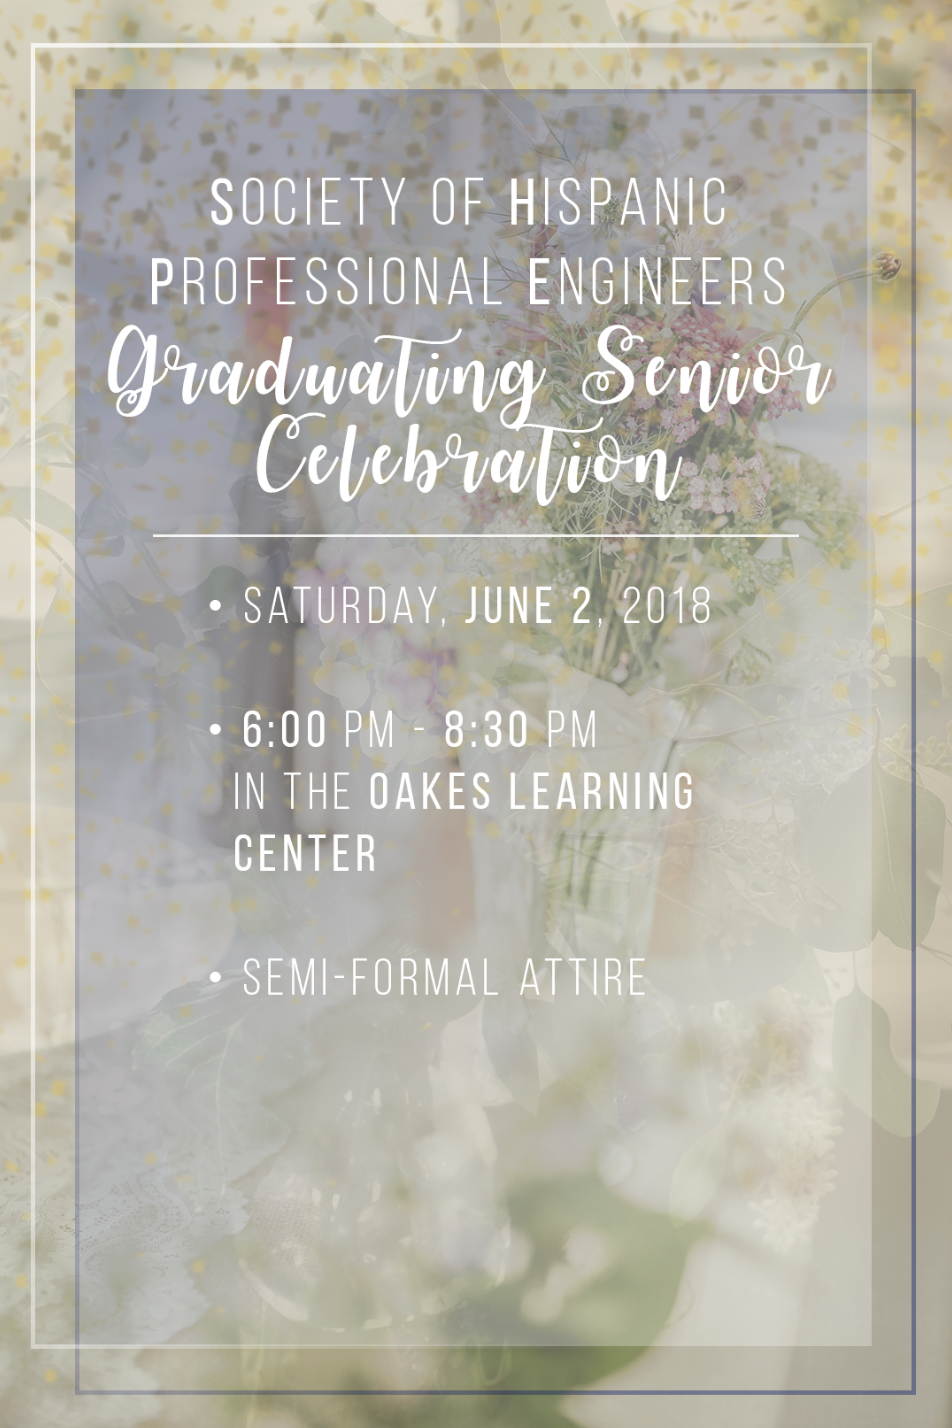 SOCIETY OF HISPANIC
PROFESSIONAL ENGINEERS
Graduating Senior
Celebration
• SATURDAY, JUNE 2, 2018
• 6:00 PM - 8:30 PM
IN THE OAKES LEARNING
CENTER
• SEMI-FORMAL ATTIRE